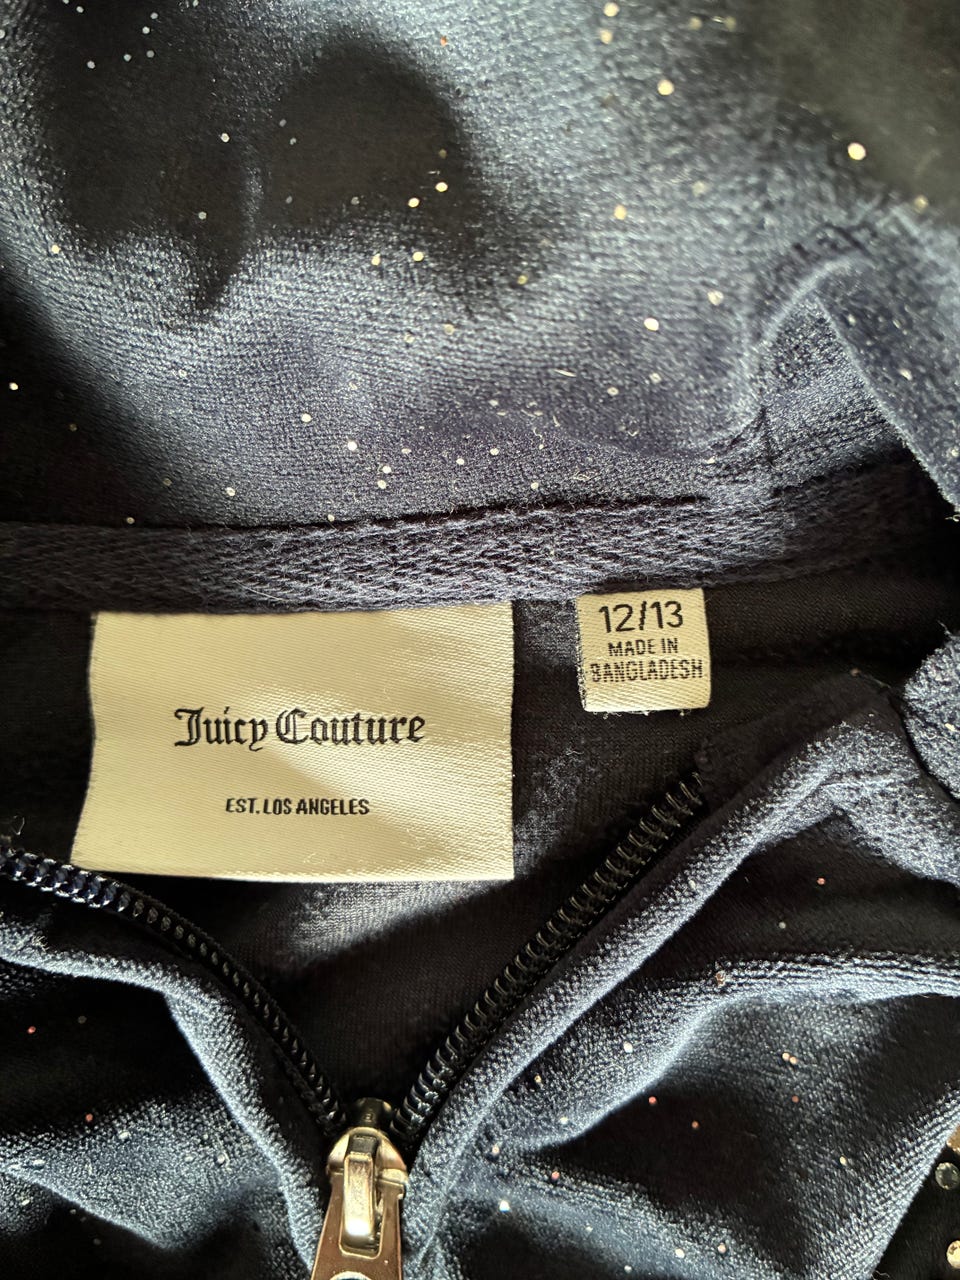 Juicy Couture
EST. LOS ANGELES
12/13
MADE IN
BANGLADESH